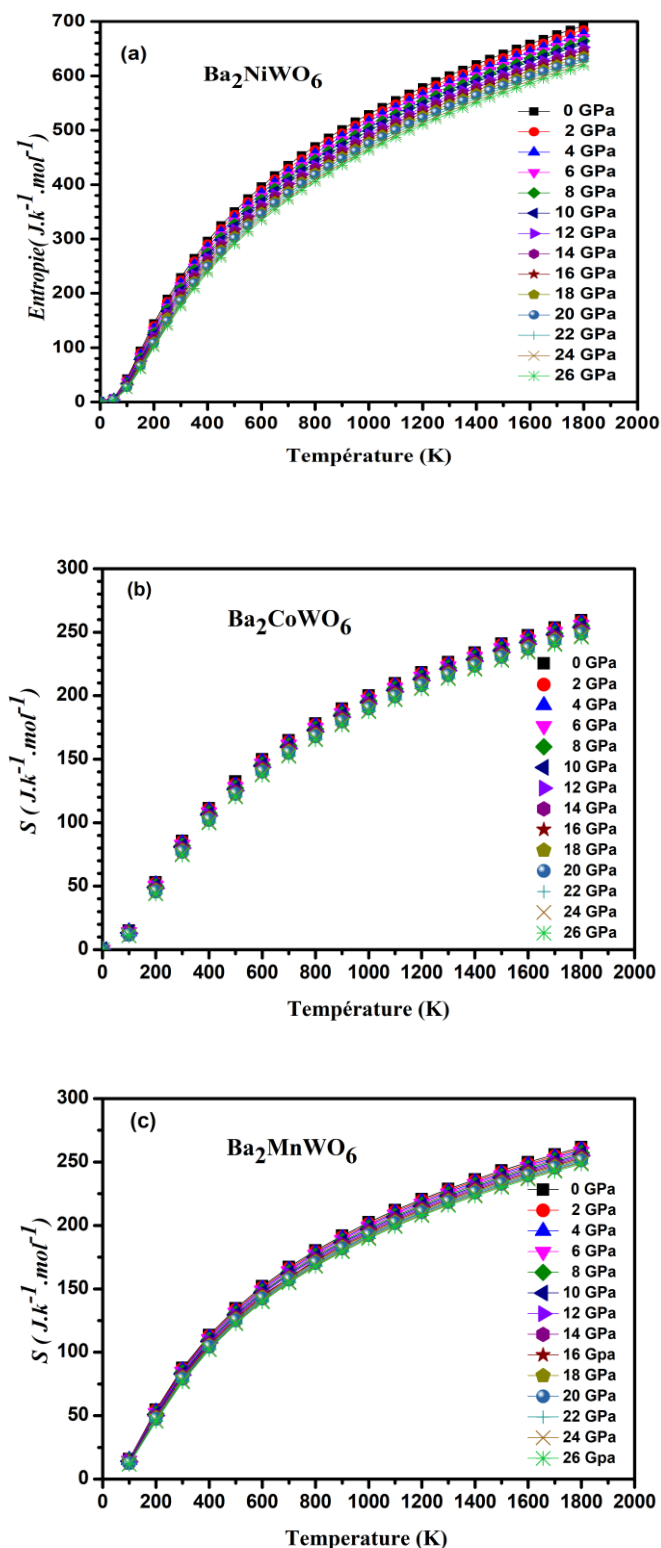 700
(a)
Ba2NiWO6
600
500
400
300
200
100
0
Entropie( J.k-1.mol-1)
0 GPa
2 GPa
4 GPa
6 GPa
8 GPa
10 GPa
12 GPa
14 GPa
16 GPa
18 GPa
20 GPa
22 GPa
24 GPa
26 GPa
0 200 400 600 800 1000 1200 1400 1600 1800 2000
Température (K)
300
(b)
Ba2CoWO6
250
200
150
100
50
0
S ( J.k-1.mol-1)
0 GPa
2 GPa
4 GPa
6 GPa
8 GPa
10 GPa
12 GPa
14 GPa
16 GPa
18 GPa
20 GPa
22 GPa
24 GPa
26 GPa
0 200 400 600 800 1000 1200 1400 1600 1800 2000
Température (K)
300
(c)
Ba2MnWO6
250
200
150
100
50
0
S ( J.k-1.mol-1)
0 GPa
2 GPa
4 GPa
6 GPa
8 GPa
10 GPa
12 GPa
14 GPa
16 Gpa
18 GPa
20 GPa
22 GPa
24 GPa
26 Gpa
0 200 400 600 800 1000 1200 1400 1600 1800 2000
Temperature (K)